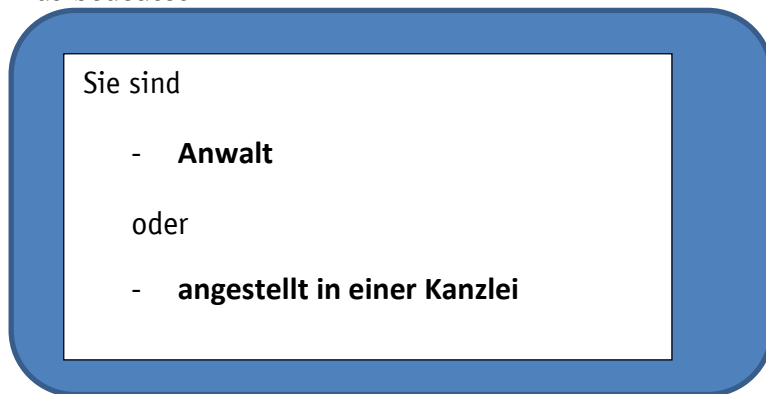 Sie sind
- Anwalt
oder
- angestellt in einer Kanzlei